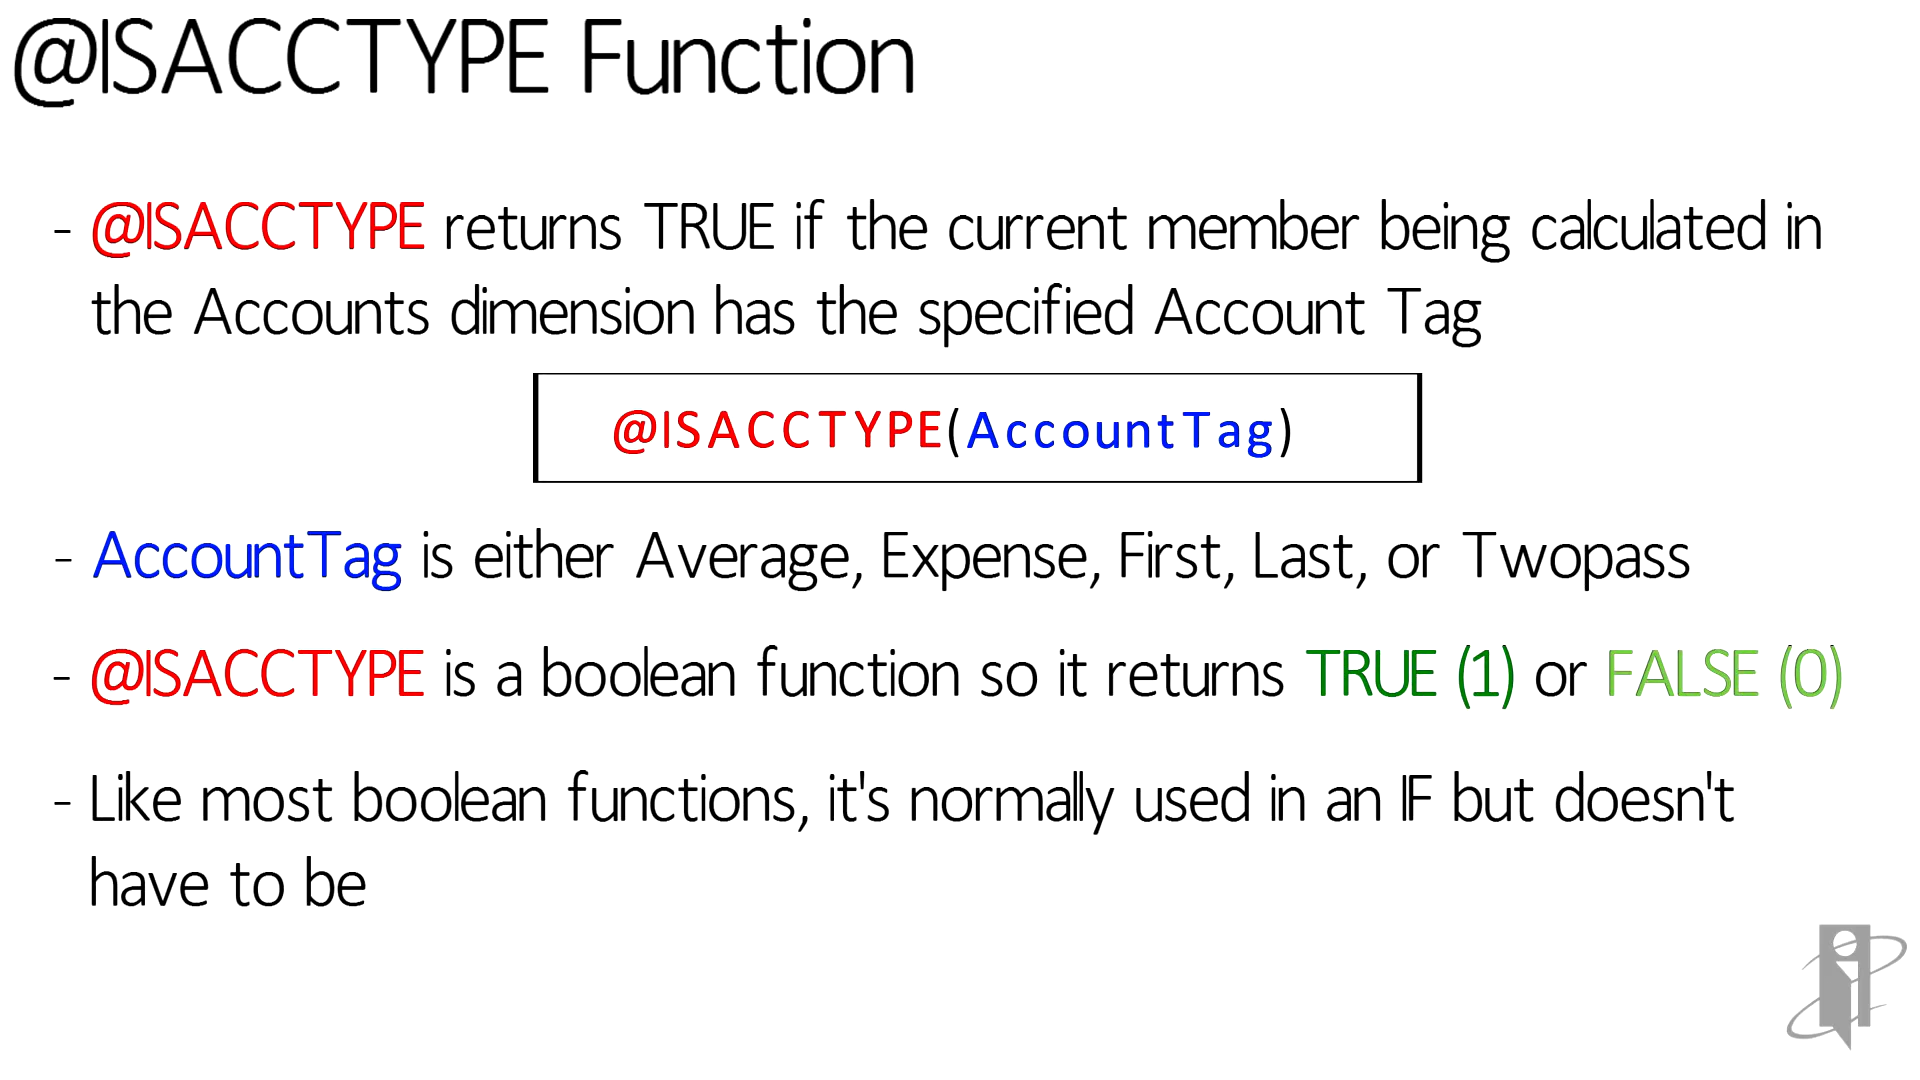 @ISACCTYPE Function
- @ISACCTYPE returns TRUE if the current member being calculated in
the Accounts dimension has the specified Account Tag
@ISACCTYPE(AccountTag)
- AccountTag is either Average, Expense, First, Last, or Twopass
- @ISACCTYPE is a boolean function so it returns TRUE (1) or FALSE (0)
- Like most boolean functions, it's normally used in an IF but doesn't
have to be